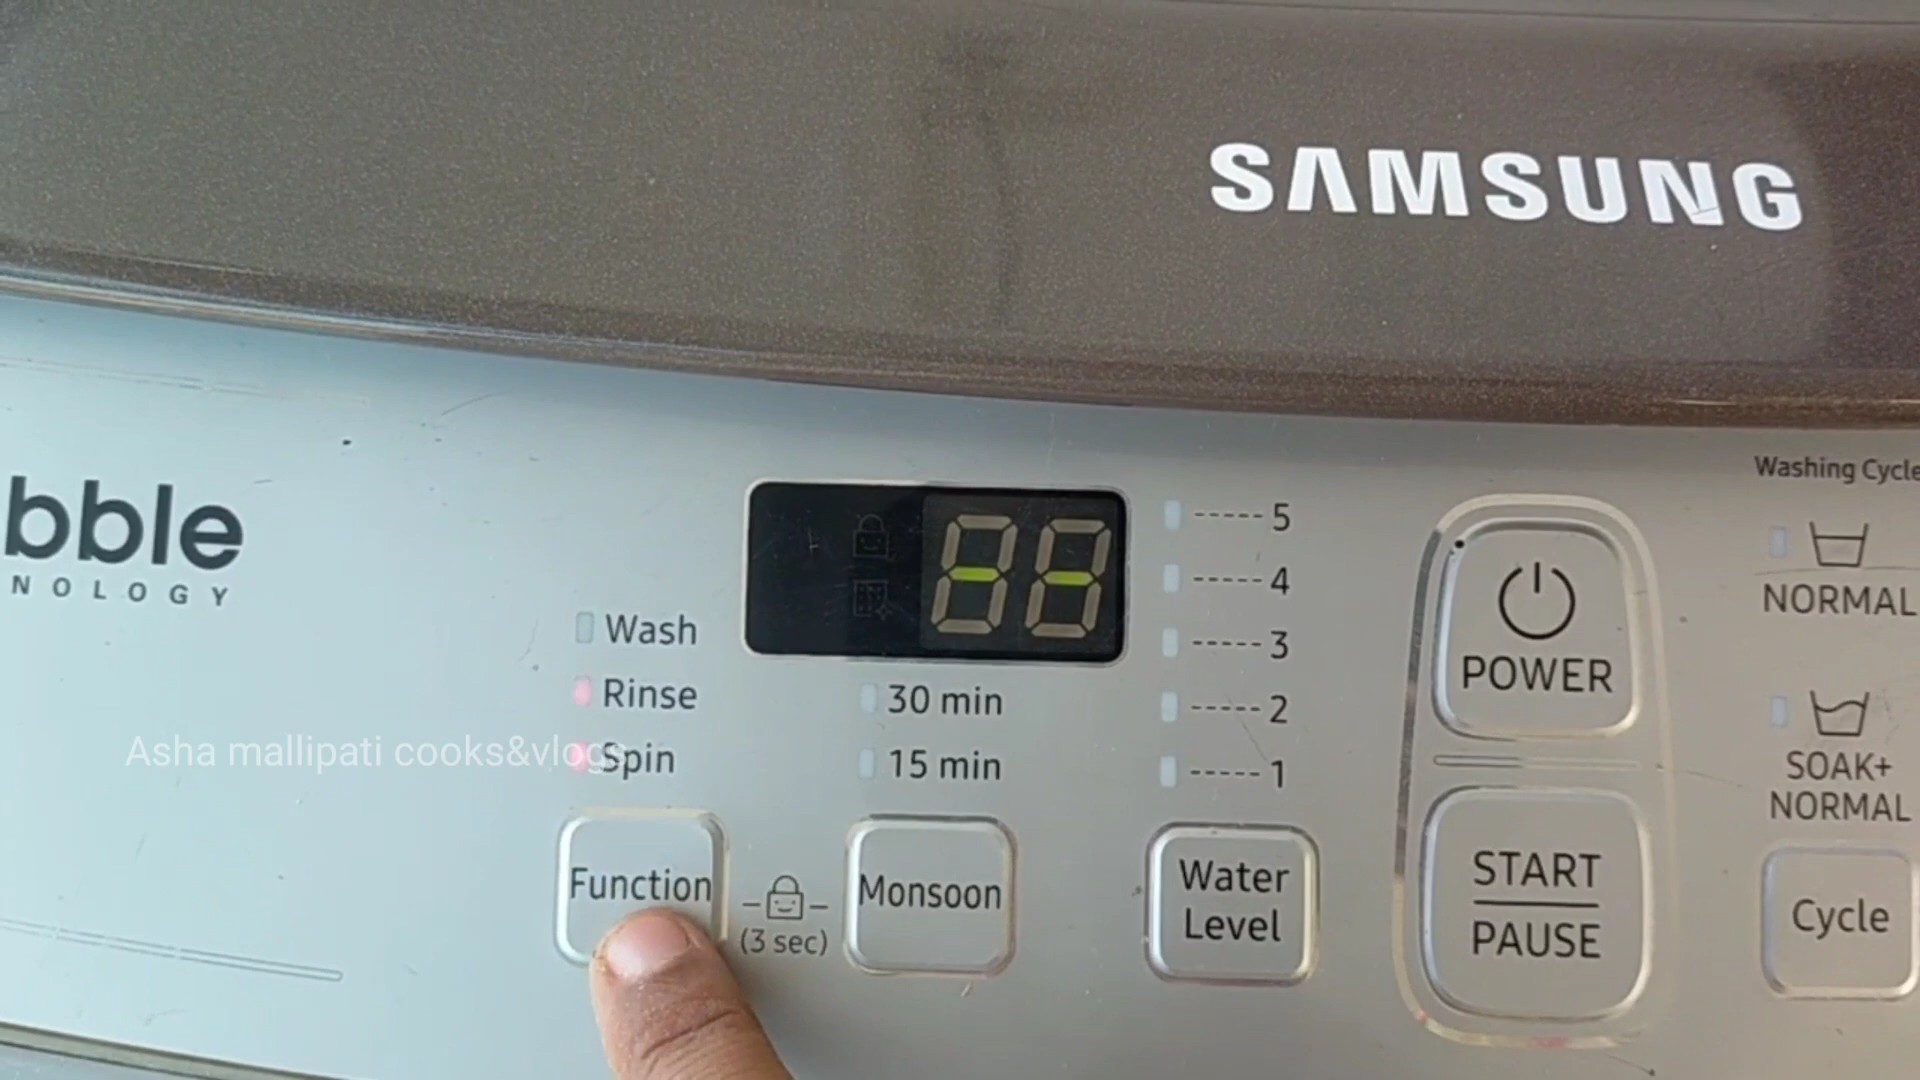 SAMSUNG
bble
NOLOGY
Wash
Rinse
Spin
Asha mallipati cooks&vlogs
--
30 min
15 min
-----5
-----4
-----3
-----2
-----1
POWER
START
PAUSE
Washing Cycle
NORMAL
SOAK+
NORMAL
Function
(3 sec)
Monsoon
Water
Level
Cycle